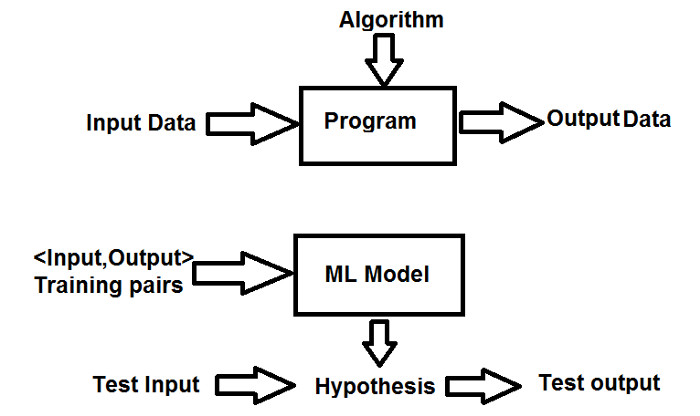 Algorithm
Input Data
Program
Output Data
<Input,Output>
Training pairs
ML Model
Test Input
Hypothesis
Test output